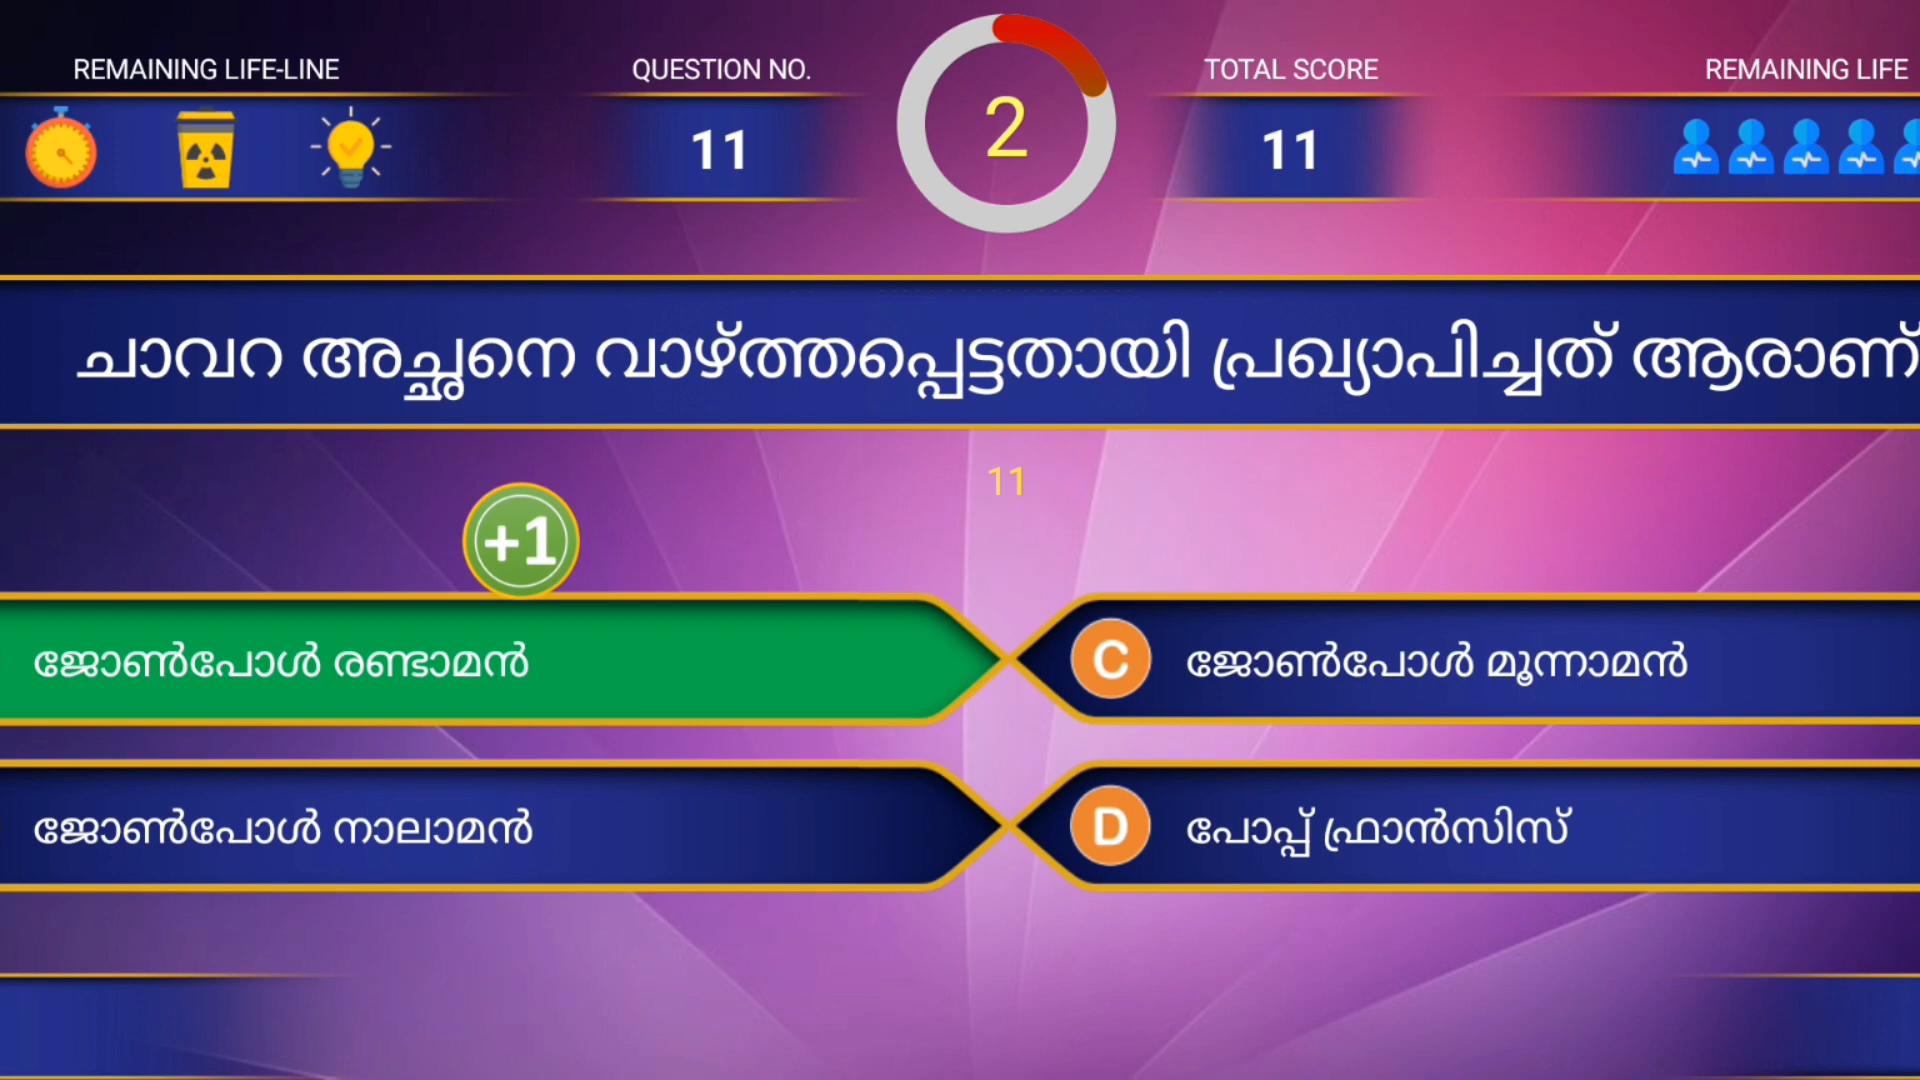 REMAINING LIFE-LINE
QUESTION NO.
11
2
TOTAL SCORE
11
REMAINING LIFE
ചാവറ അച്ഛനെ വാഴ്ത്തപ്പെട്ടതായി പ്രഖ്യാപിച്ചത് ആരാണ്
11
+1
ജോൺപോൾ രണ്ടാമൻ
C ജോൺപോൾ മൂന്നാമൻ
ജോൺപോൾ നാലാമൻ
D പോപ്പ് ഫ്രാൻസിസ്